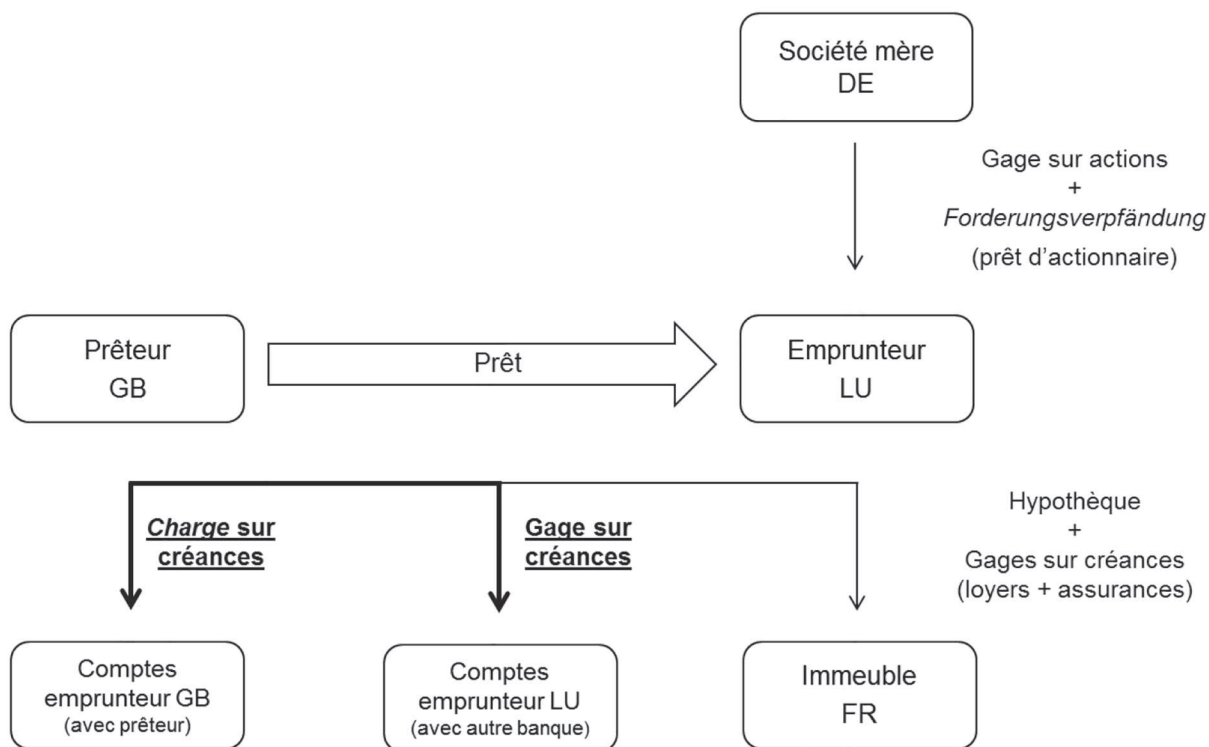 Société mère
DE
Gage sur actions
+
Forderungsverpfändung
(prêt d’actionnaire)
Prêteur
GB
Prêt
Emprunteur
LU
Charge sur
créances
Gage sur
créances
Hypothèque
+
Gages sur créances
(loyers + assurances)
Comptes
emprunteur GB
(avec prêteur)
Comptes
emprunteur LU
(avec autre banque)
Immeuble
FR